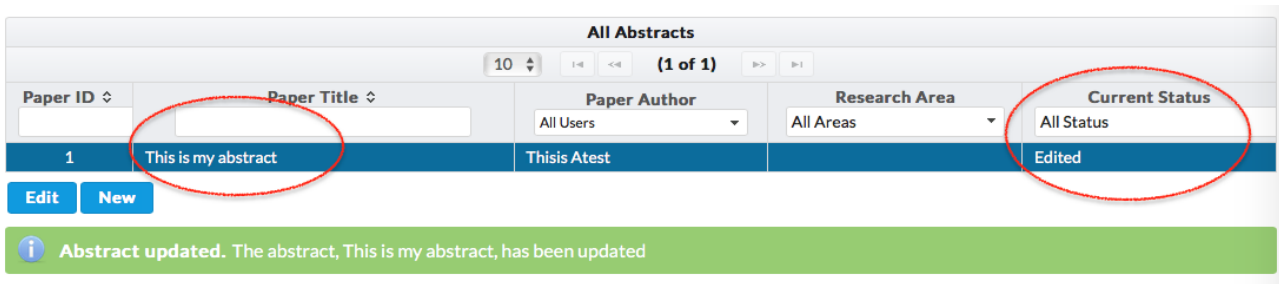 All Abstracts
10 (1 of 1)
Paper ID Paper Title Paper Author Research Area Current Status
All Users All Areas All Status
1 This is my abstract Thisis Atest Edited
Edit New
Abstract updated. The abstract, This is my abstract, has been updated